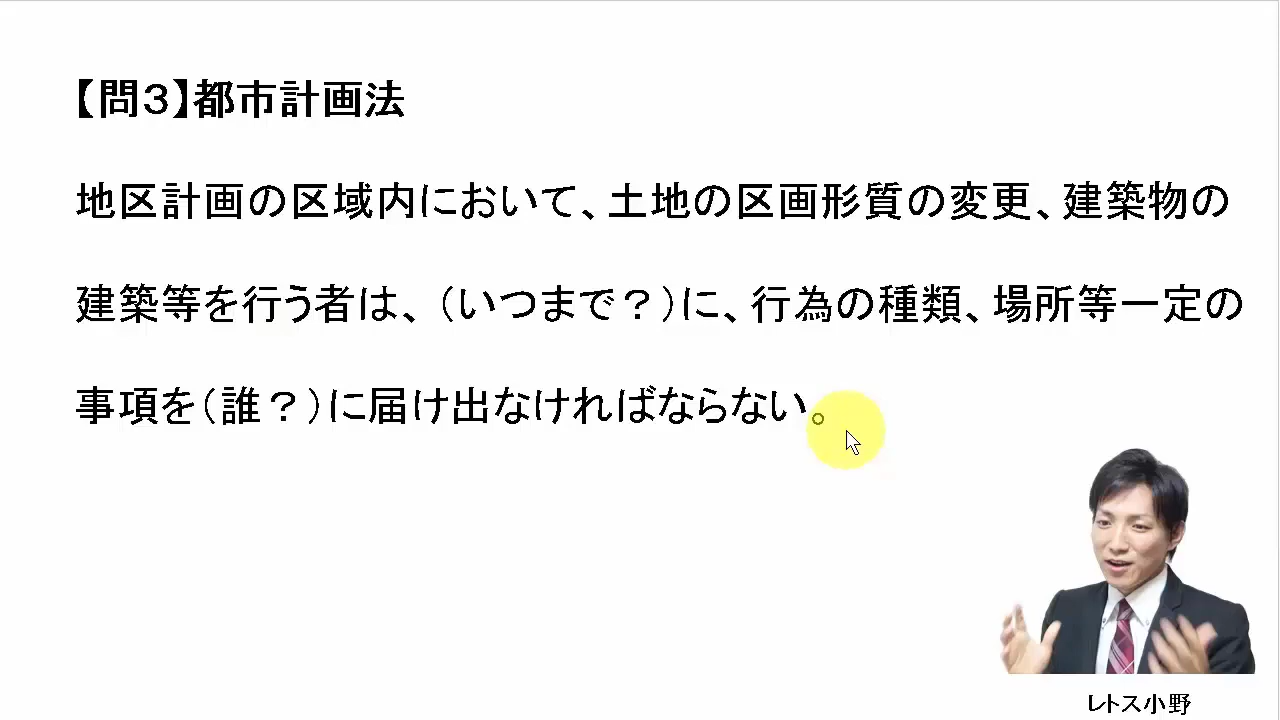 【問３】都市計画法
地区計画の区域内において、土地の区画形質の変更、建築物の
建築等を行う者は、（いつまで？）に、行為の種類、場所等一定の
事項を（誰？）に届け出なければならない。
レトス小野